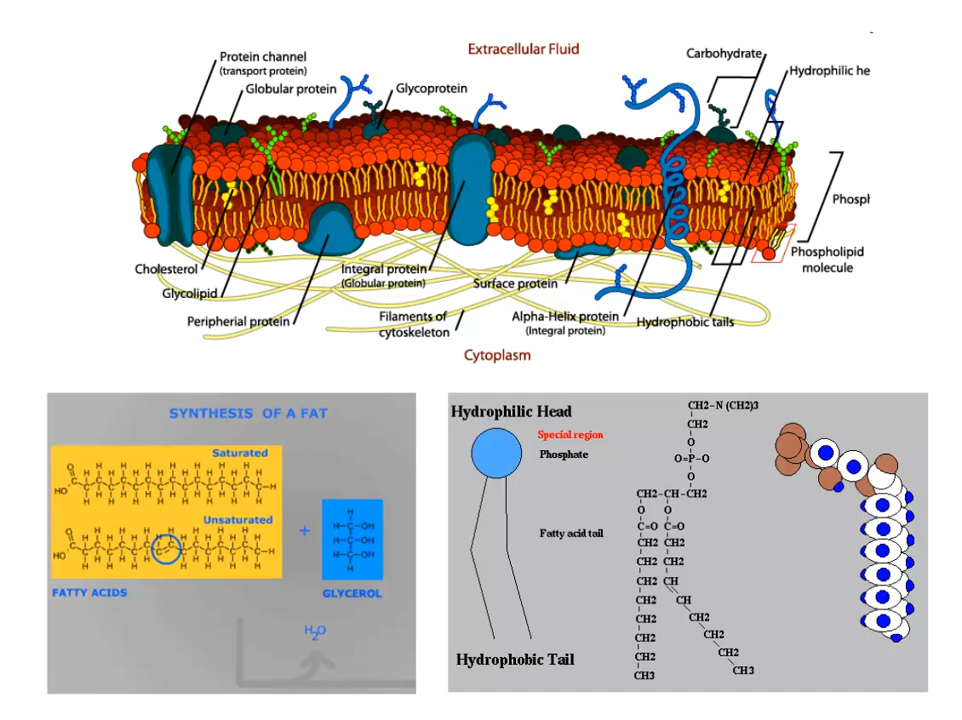 Extracellular Fluid
Carbohydrate
Protein channel
(transport protein)
Hydrophilic he
Globular protein
Glycoprotein
Phosph
Phospholipid
molecule
Cholesterol
Integral protein
(Globular protein)
Surface protein
Glycolipid
Peripherial protein
Filaments of
cytoskeleton
Alpha-Helix protein
(Integral protein)
Hydrophobic tails
Cytoplasm
SYNTHESIS OF A FAT
Saturated
Unsaturated
+
FATTY ACIDS
GLYCEROL
H2O
Hydrophilic Head
Special region
Phosphate
Fatty acid tail
Hydrophobic Tail
CH2-N (CH2)3
CH2
O
O=P-O
O
CH2-CH-CH2
O O
C=O C=O
CH2 CH2
CH2 CH2
CH2 CH
CH2 CH
CH2 CH2
CH2 CH2
CH2 CH2
CH3 CH3